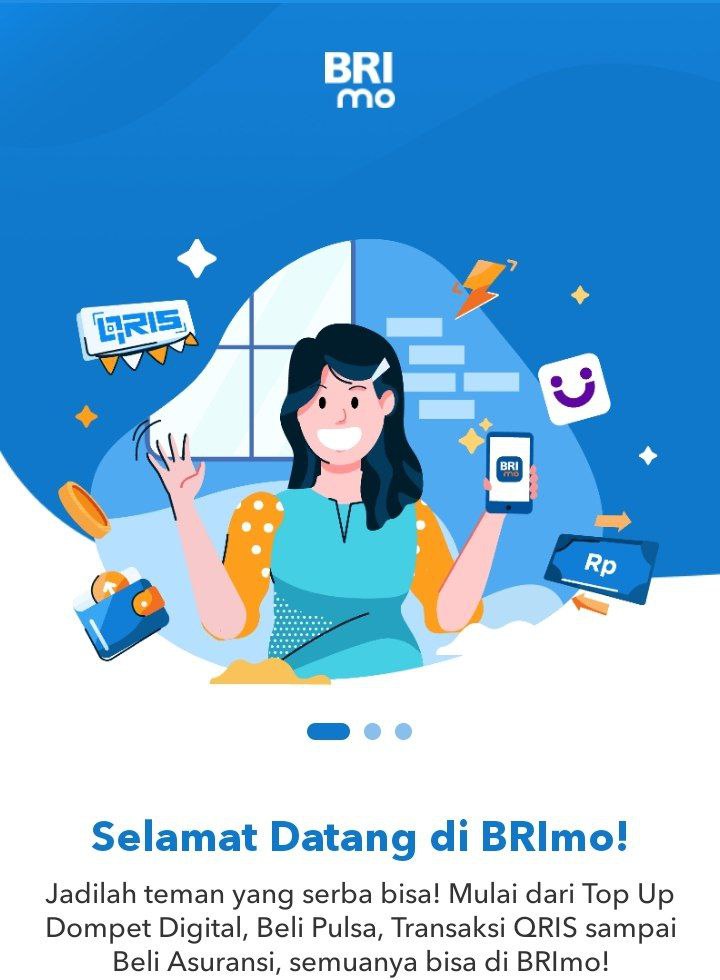 BRI
mo
QRIS
BRI
mo
Rp
Selamat Datang di BRImo!
Jadilah teman yang serba bisa! Mulai dari Top Up
Dompet Digital, Beli Pulsa, Transaksi QRIS sampai
Beli Asuransi, semuanya bisa di BRImo!